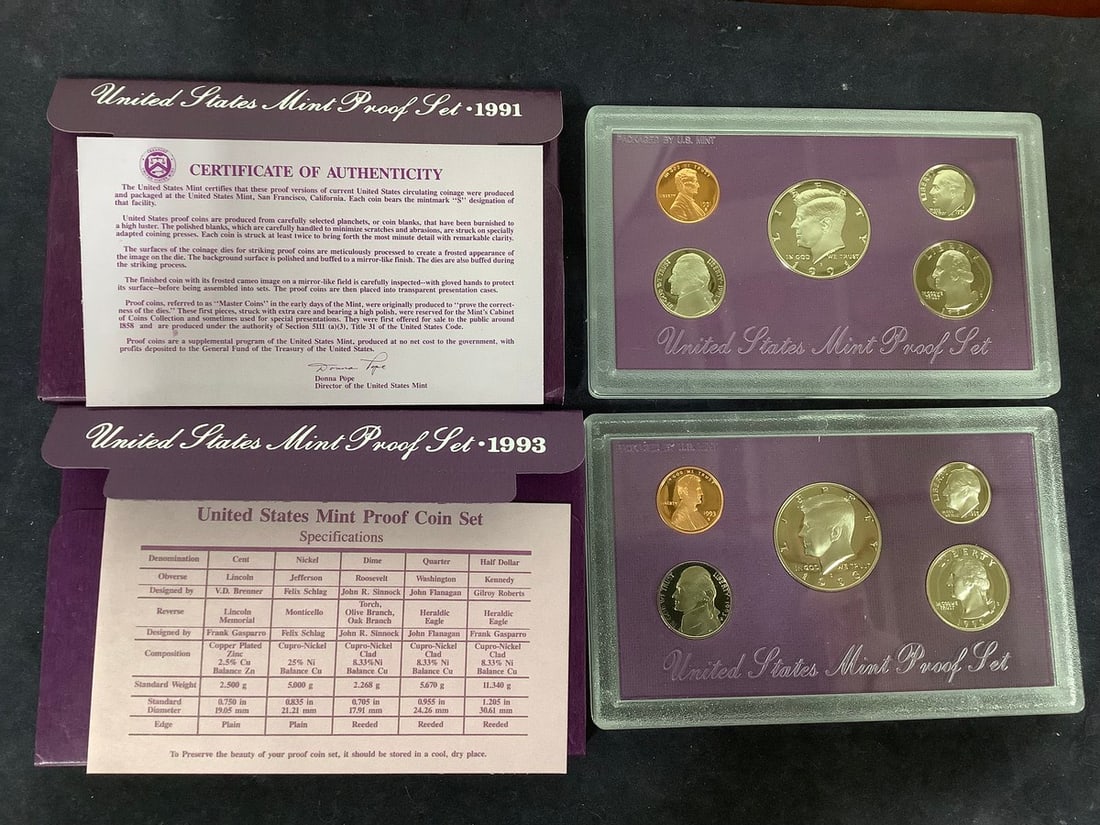 United States Mint Proof Set · 1991
CERTIFICATE OF AUTHENTICITY
The United States Mint certifies that these proof versions of current United States circulating coinage were produced
and packaged at the United States Mint, San Francisco, California. Each coin bears the mintmark "S" designation of
that facility.
United States proof coins are produced from carefully selected planchets, or coin blanks, that have been burnished to
a high luster. The polished blanks, which are carefully handled to minimize scratches and abrasions, are struck on specially
adapted coining presses. Each coin is struck at least twice to bring forth the most minute detail with remarkable clarity.
The surfaces of the coinage dies for striking proof coins are meticulously processed to create a frosted appearance of
the image on the die. The background surface is polished and buffed to a mirror-like finish. The dies are also buffed during
the striking process.
The finished coin with its frosted cameo image on a mirror-like field is carefully inspected--with gloved hands to protect
its surface--before being assembled into sets. The proof coins are then placed into transparent presentation cases.
Proof coins, referred to as "Master Coins" in the early days of the Mint, were originally produced to "prove the correct-
ness of the dies." These first pieces, struck with extra care and bearing a high polish, were reserved for the Mint's Cabinet
of Coins Collection and sometimes used for special presentations. They were first offered for sale to the public around
1858 and are produced under the authority of Section 5111 (a)(3), Title 31 of the United States Code.
Proof coins are a supplemental program of the United States Mint, produced at no net cost to the government, with
profits deposited to the General Fund of the Treasury of the United States.
Donna Pope
Donna Pope
Director of the United States Mint
PACKAGED BY U.S. MINT
LIBERTY
IN GOD WE TRUST
1991
LIBERTY
LIBERTY
United States Mint Proof Set
United States Mint Proof Set · 1993
United States Mint Proof Coin Set
Specifications
Denomination Cent Nickel Dime Quarter Half Dollar
Obverse Lincoln Jefferson Roosevelt Washington Kennedy
Designed by V.D. Brenner Felix Schlag John R. Sinnock John Flanagan Gilroy Roberts
Reverse Lincoln Memorial Monticello Torch, Olive Branch, Oak Branch Heraldic Eagle Heraldic Eagle
Designed by Frank Gasparro Felix Schlag John R. Sinnock John Flanagan Frank Gasparro
Composition Copper Plated Zinc 2.5% Cu Balance Zn Cupro-Nickel 25% Ni Balance Cu Cupro-Nickel Clad 8.33% Ni Balance Cu Cupro-Nickel Clad 8.33% Ni Balance Cu Cupro-Nickel Clad 8.33% Ni Balance Cu
Standard Weight 2.500 g 5.000 g 2.268 g 5.670 g 11.340 g
Standard Diameter 0.750 in 19.05 mm 0.835 in 21.21 mm 0.705 in 17.91 mm 0.955 in 24.26 mm 1.205 in 30.61 mm
Edge Plain Plain Reeded Reeded Reeded
To Preserve the beauty of your proof coin set, it should be stored in a cool, dry place.
PACKAGED BY U.S. MINT
1993
LIBERTY
IN GOD WE TRUST
1993
LIBERTY
LIBERTY
1993
United States Mint Proof Set